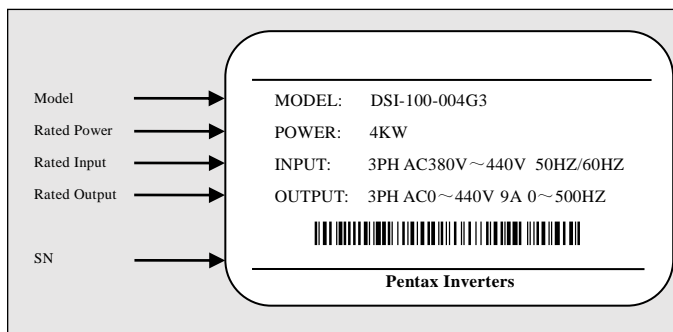 Model MODEL: DSI-100-004G3
Rated Power POWER: 4KW
Rated Input INPUT: 3PH AC380V～440V 50HZ/60HZ
Rated Output OUTPUT: 3PH AC0～440V 9A 0～500HZ
SN
Pentax Inverters